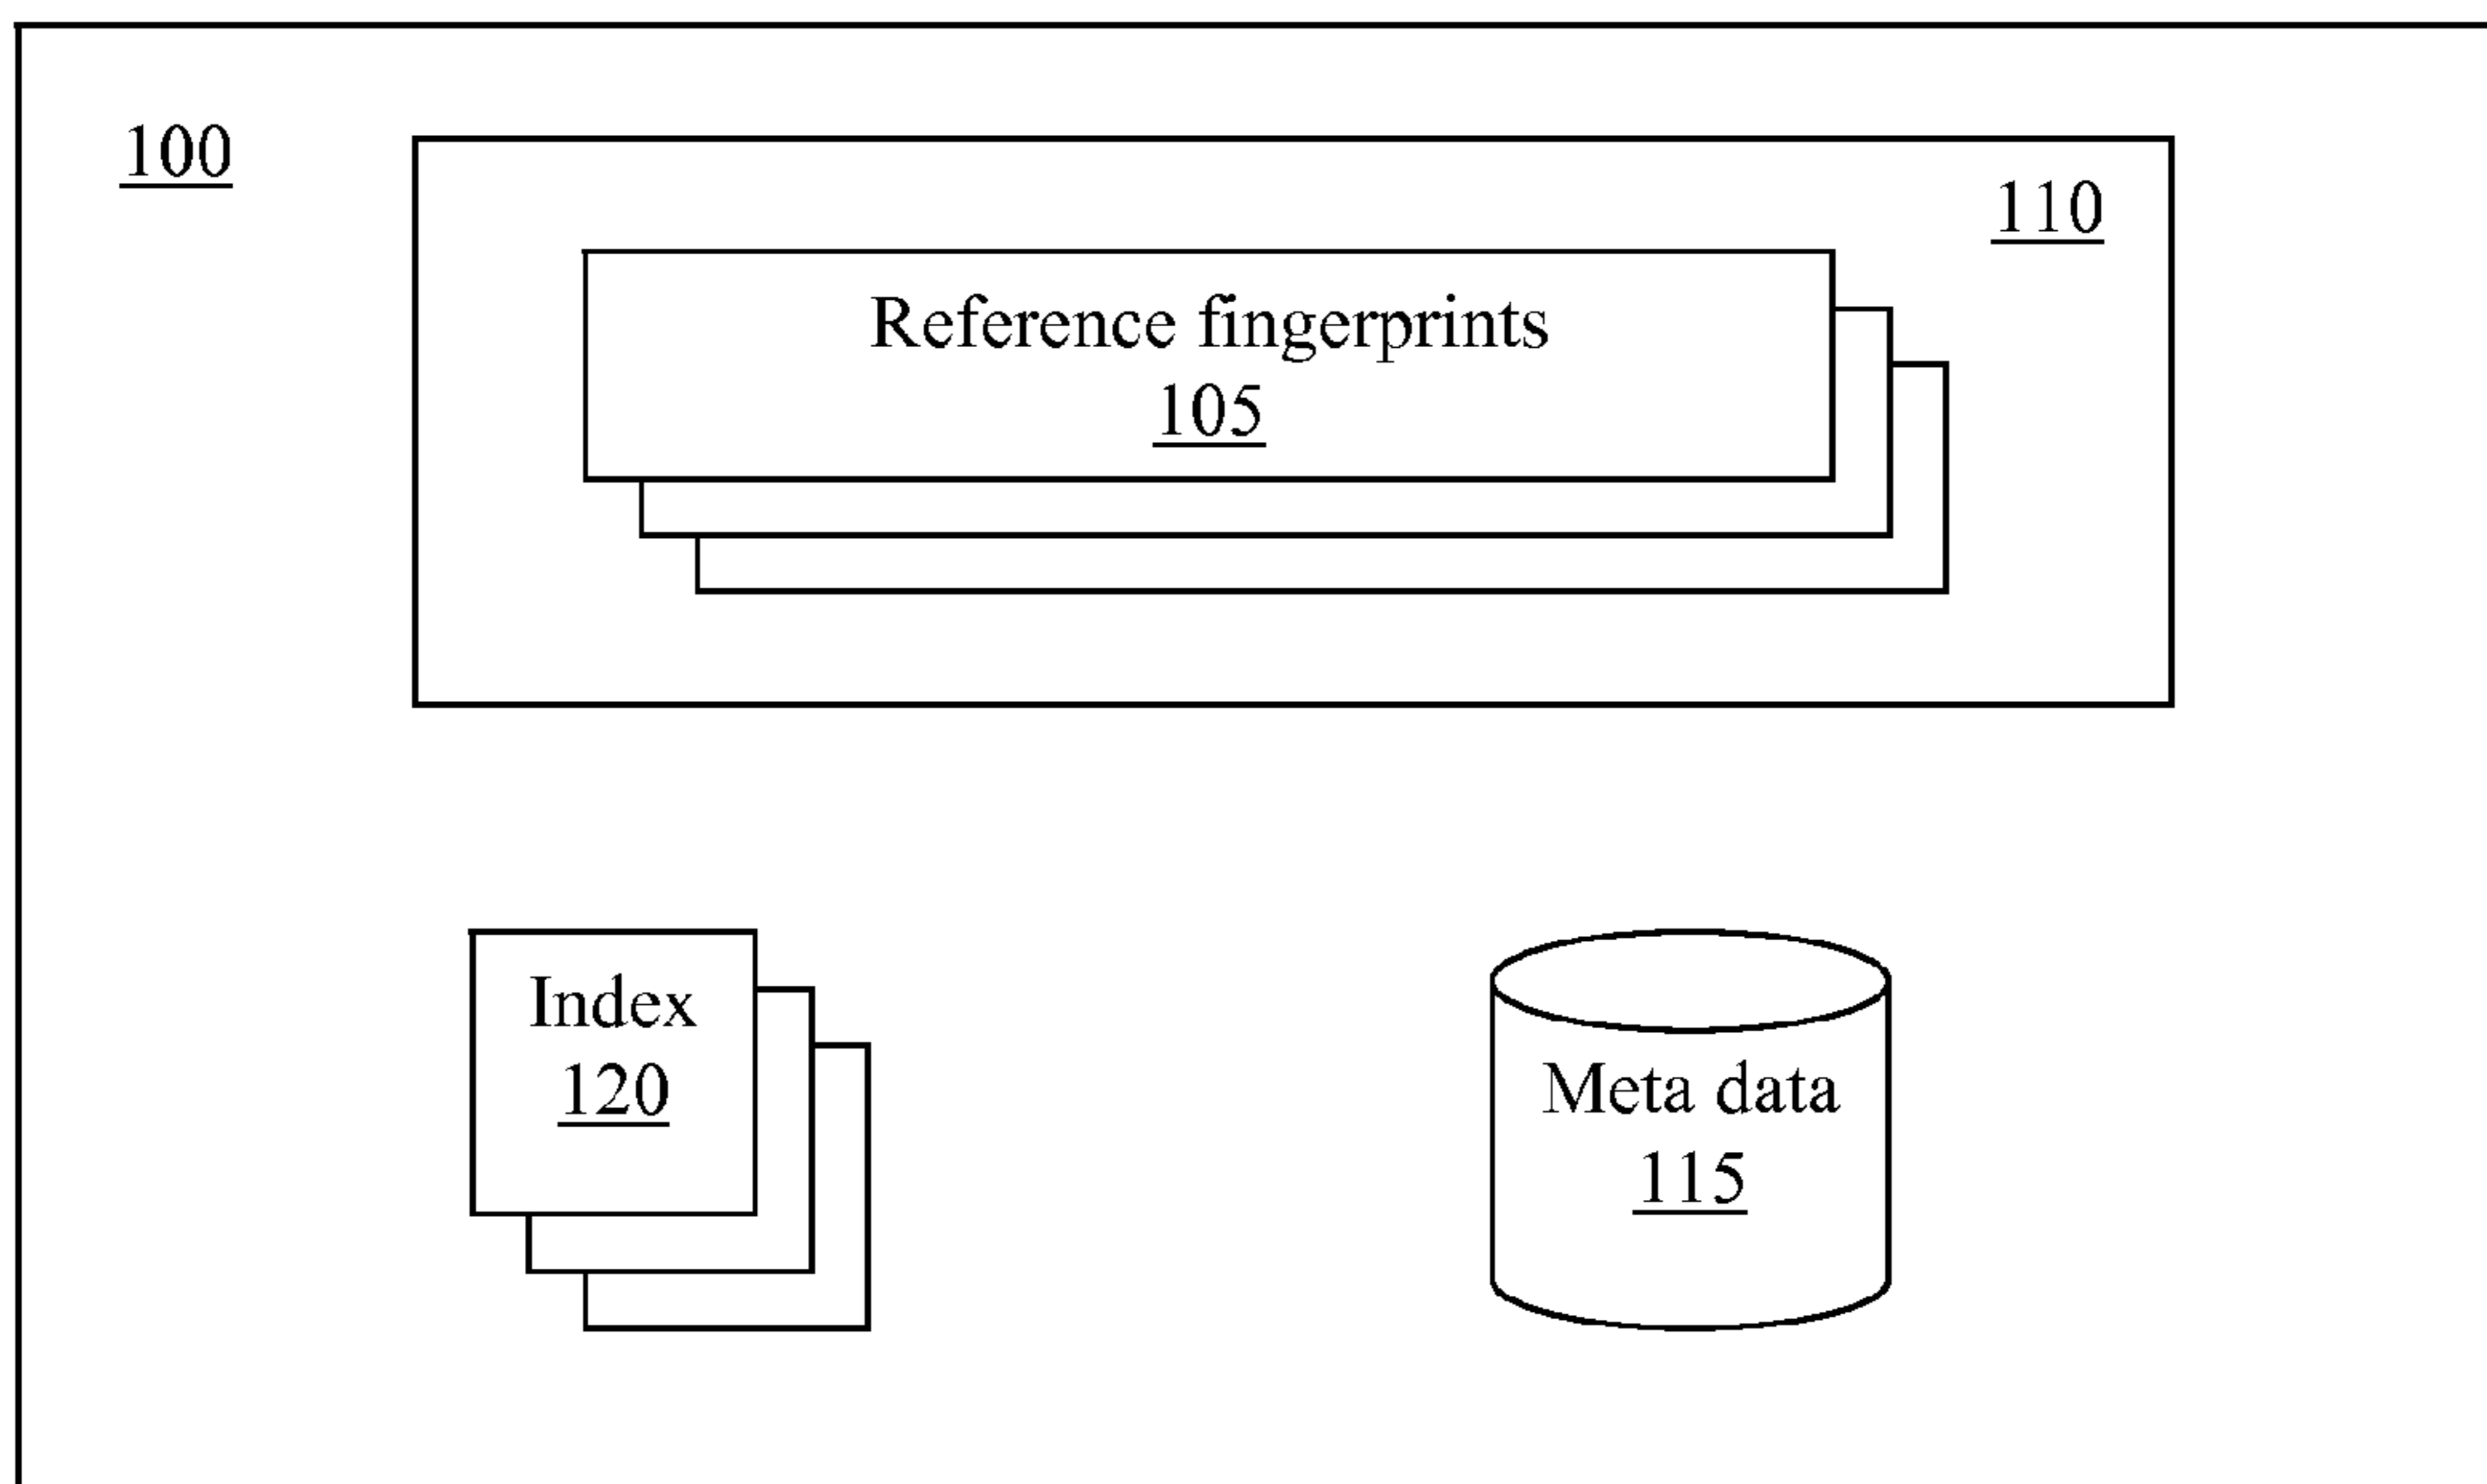 100
110
Reference fingerprints
105
Index
120
Meta data
115